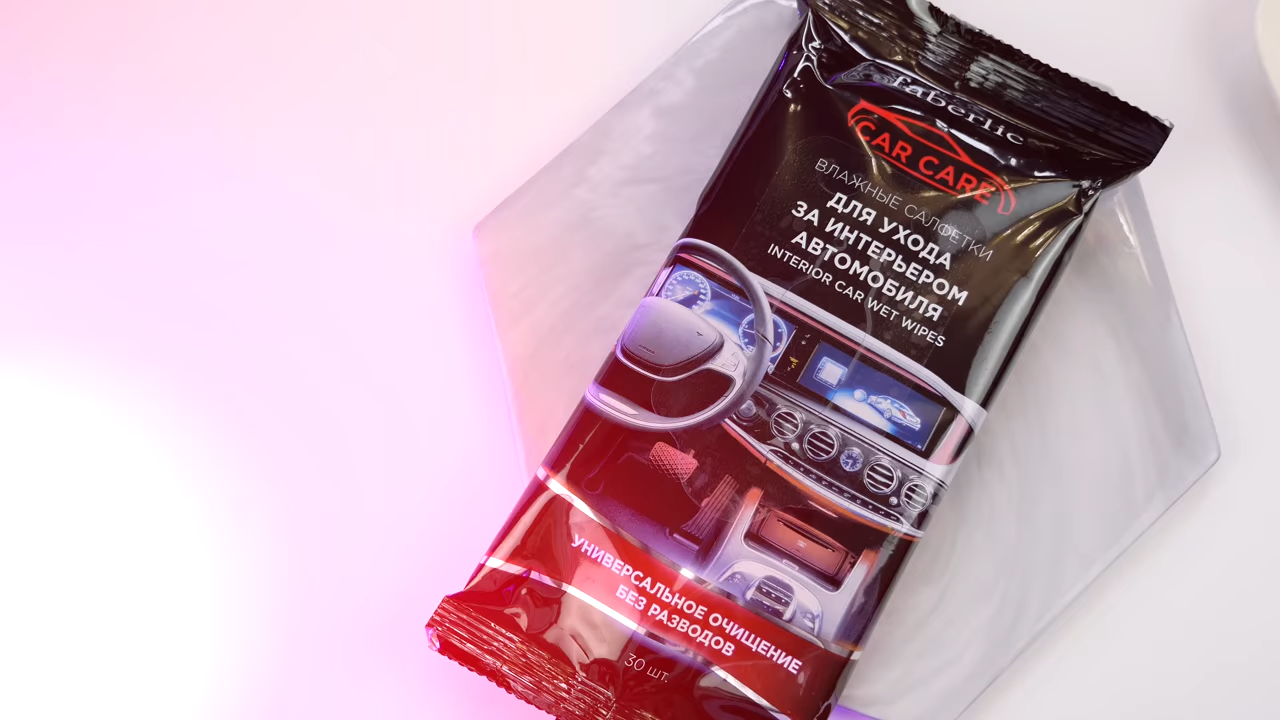 faberlic
CAR CARE
ВЛАЖНЫЕ САЛФЕТКИ
ДЛЯ УХОДА
ЗА ИНТЕРЬЕРОМ
АВТОМОБИЛЯ
INTERIOR CAR WET WIPES
УНИВЕРСАЛЬНОЕ ОЧИЩЕНИЕ
БЕЗ РАЗВОДОВ
30 шт.